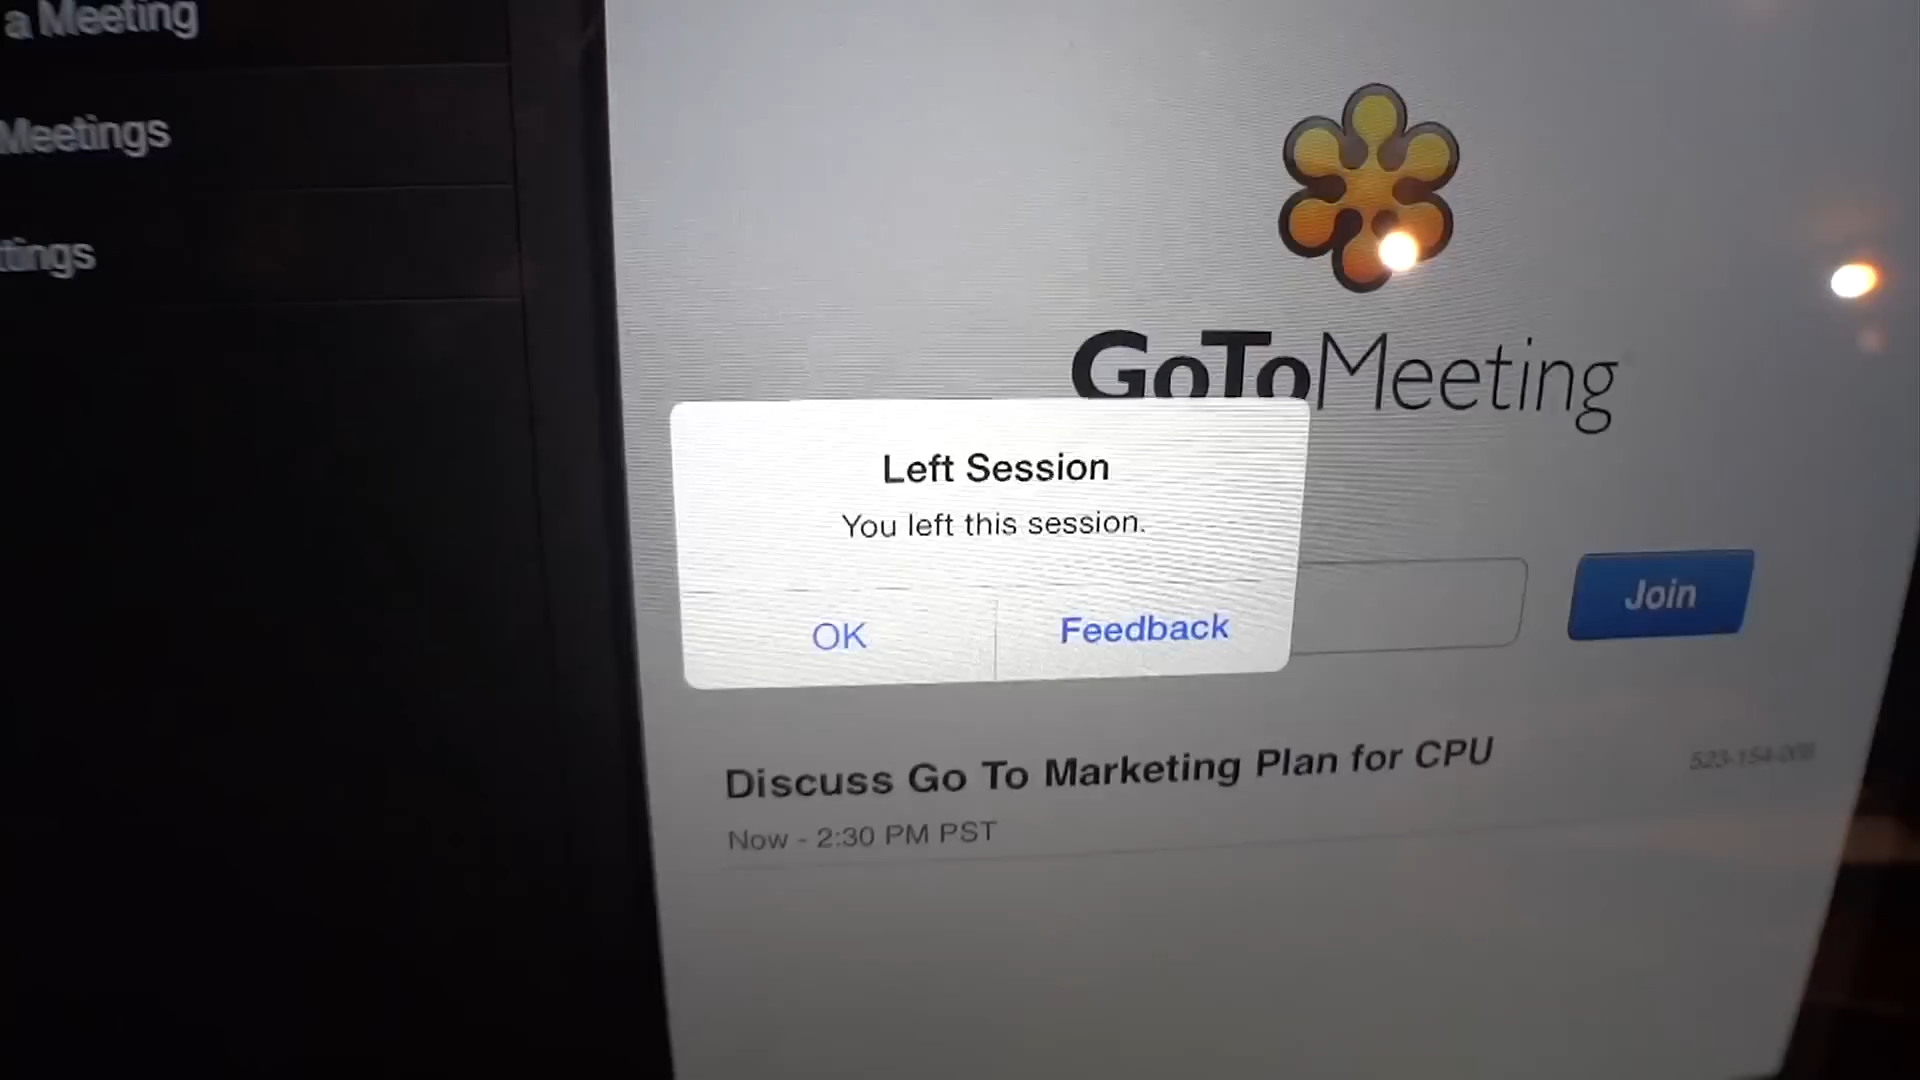 a Meeting
Meetings
GoToMeeting
Left Session
You left this session.
OK
Feedback
Join
Discuss Go To Marketing Plan for CPU
Now - 2:30 PM PST